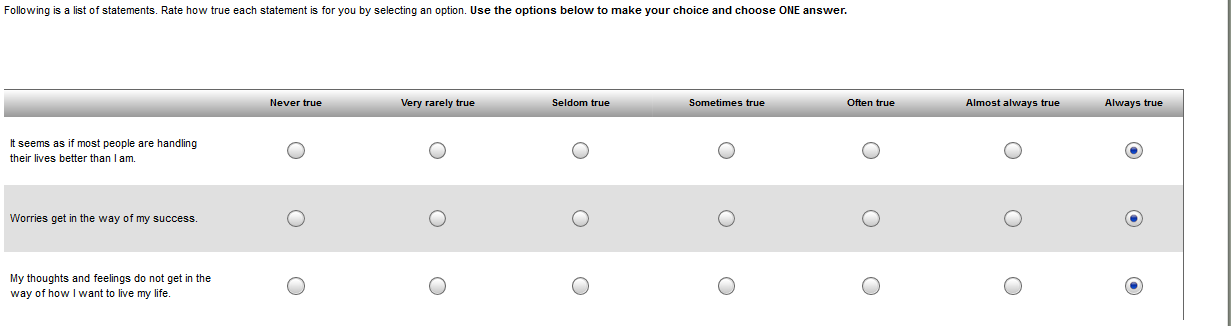 Following is a list of statements. Rate how true each statement is for you by selecting an option. Use the options below to make your choice and choose ONE answer.
Never true Very rarely true Seldom true Sometimes true Often true Almost always true Always true
It seems as if most people are handling
their lives better than I am.
Worries get in the way of my success.
My thoughts and feelings do not get in the
way of how I want to live my life.